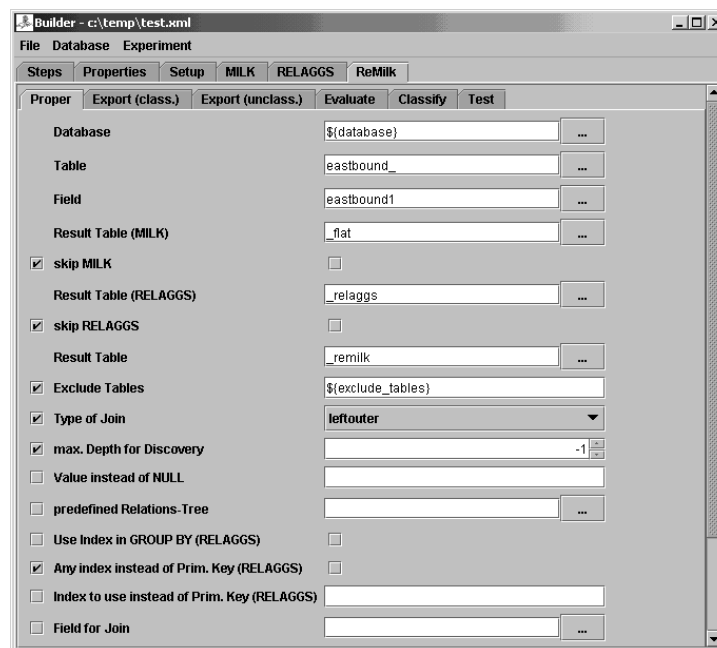 Builder - c:\temp\test.xml
File Database Experiment
Steps Properties Setup MILK RELAGGS ReMilk
Proper Export (class.) Export (unclass.) Evaluate Classify Test
Database ${database} ...
Table eastbound_ ...
Field eastbound1 ...
Result Table (MILK) _flat ...
skip MILK
Result Table (RELAGGS) _relaggs ...
skip RELAGGS
Result Table _remilk ...
Exclude Tables ${exclude_tables}
Type of Join leftouter
max. Depth for Discovery -1
Value instead of NULL
predefined Relations-Tree ...
Use Index in GROUP BY (RELAGGS)
Any index instead of Prim. Key (RELAGGS)
Index to use instead of Prim. Key (RELAGGS)
Field for Join ...